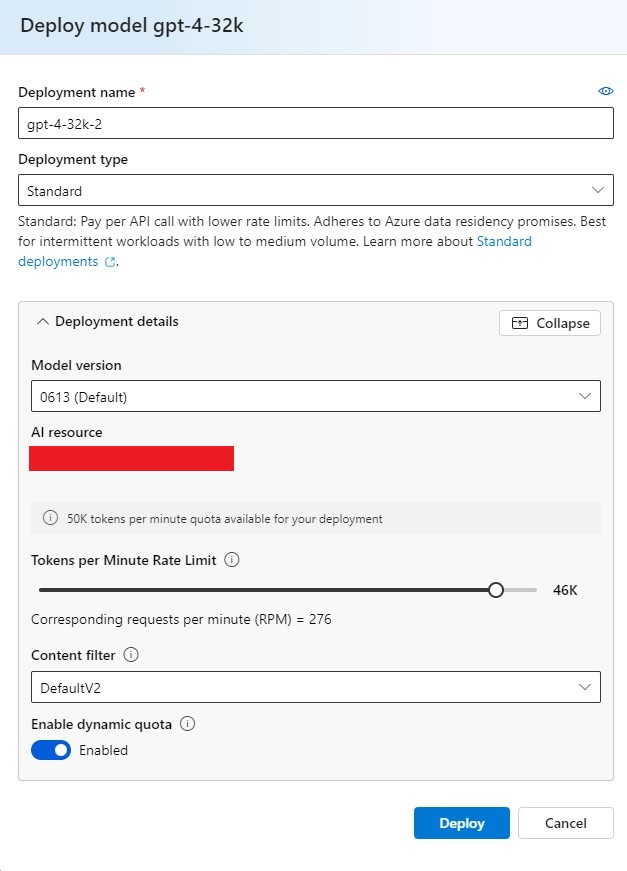 Deploy model gpt-4-32k
Deployment name *
gpt-4-32k-2
Deployment type
Standard
Standard: Pay per API call with lower rate limits. Adheres to Azure data residency promises. Best
for intermittent workloads with low to medium volume. Learn more about Standard
deployments.
Deployment details
Collapse
Model version
0613 (Default)
AI resource
50K tokens per minute quota available for your deployment
Tokens per Minute Rate Limit
46K
Corresponding requests per minute (RPM) = 276
Content filter
DefaultV2
Enable dynamic quota
Enabled
Deploy
Cancel